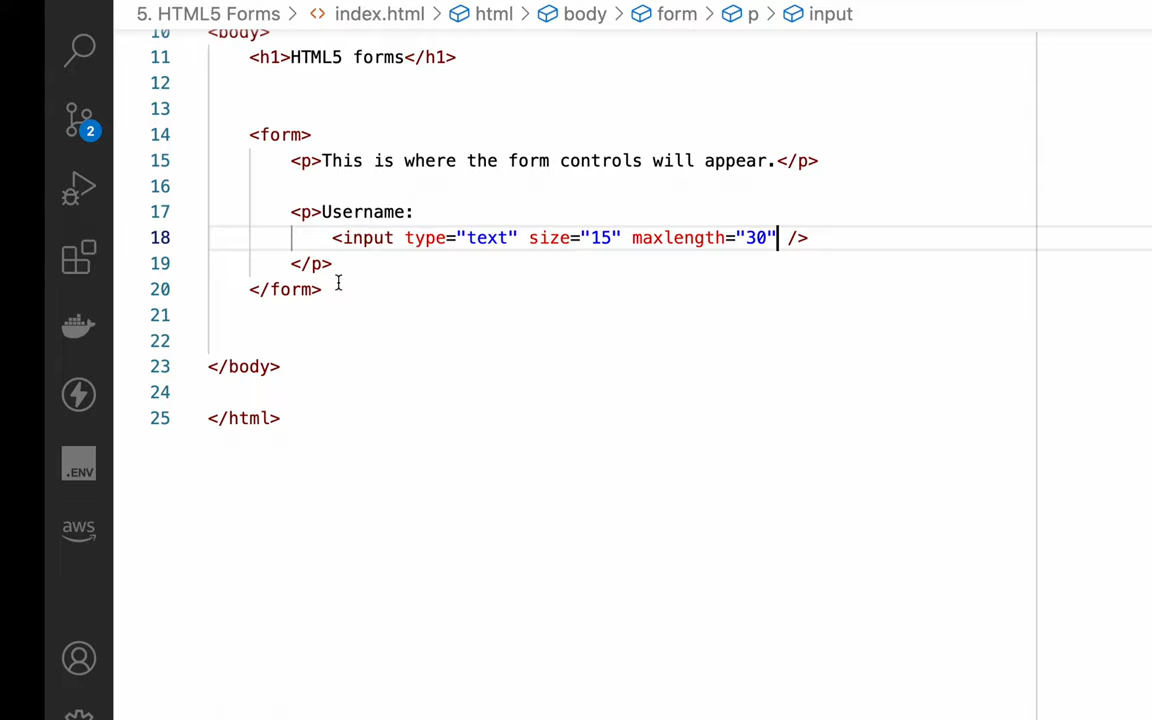 5. HTML5 Forms > <> index.html > html > body > form > p > input
10 <body>
11 <h1>HTML5 forms</h1>
12
13
14 <form>
15 <p>This is where the form controls will appear.</p>
16
17 <p>Username:
18 <input type="text" size="15" maxlength="30" />
19 </p>
20 </form>
21
22
23 </body>
24
25 </html>
2
.ENV
aws